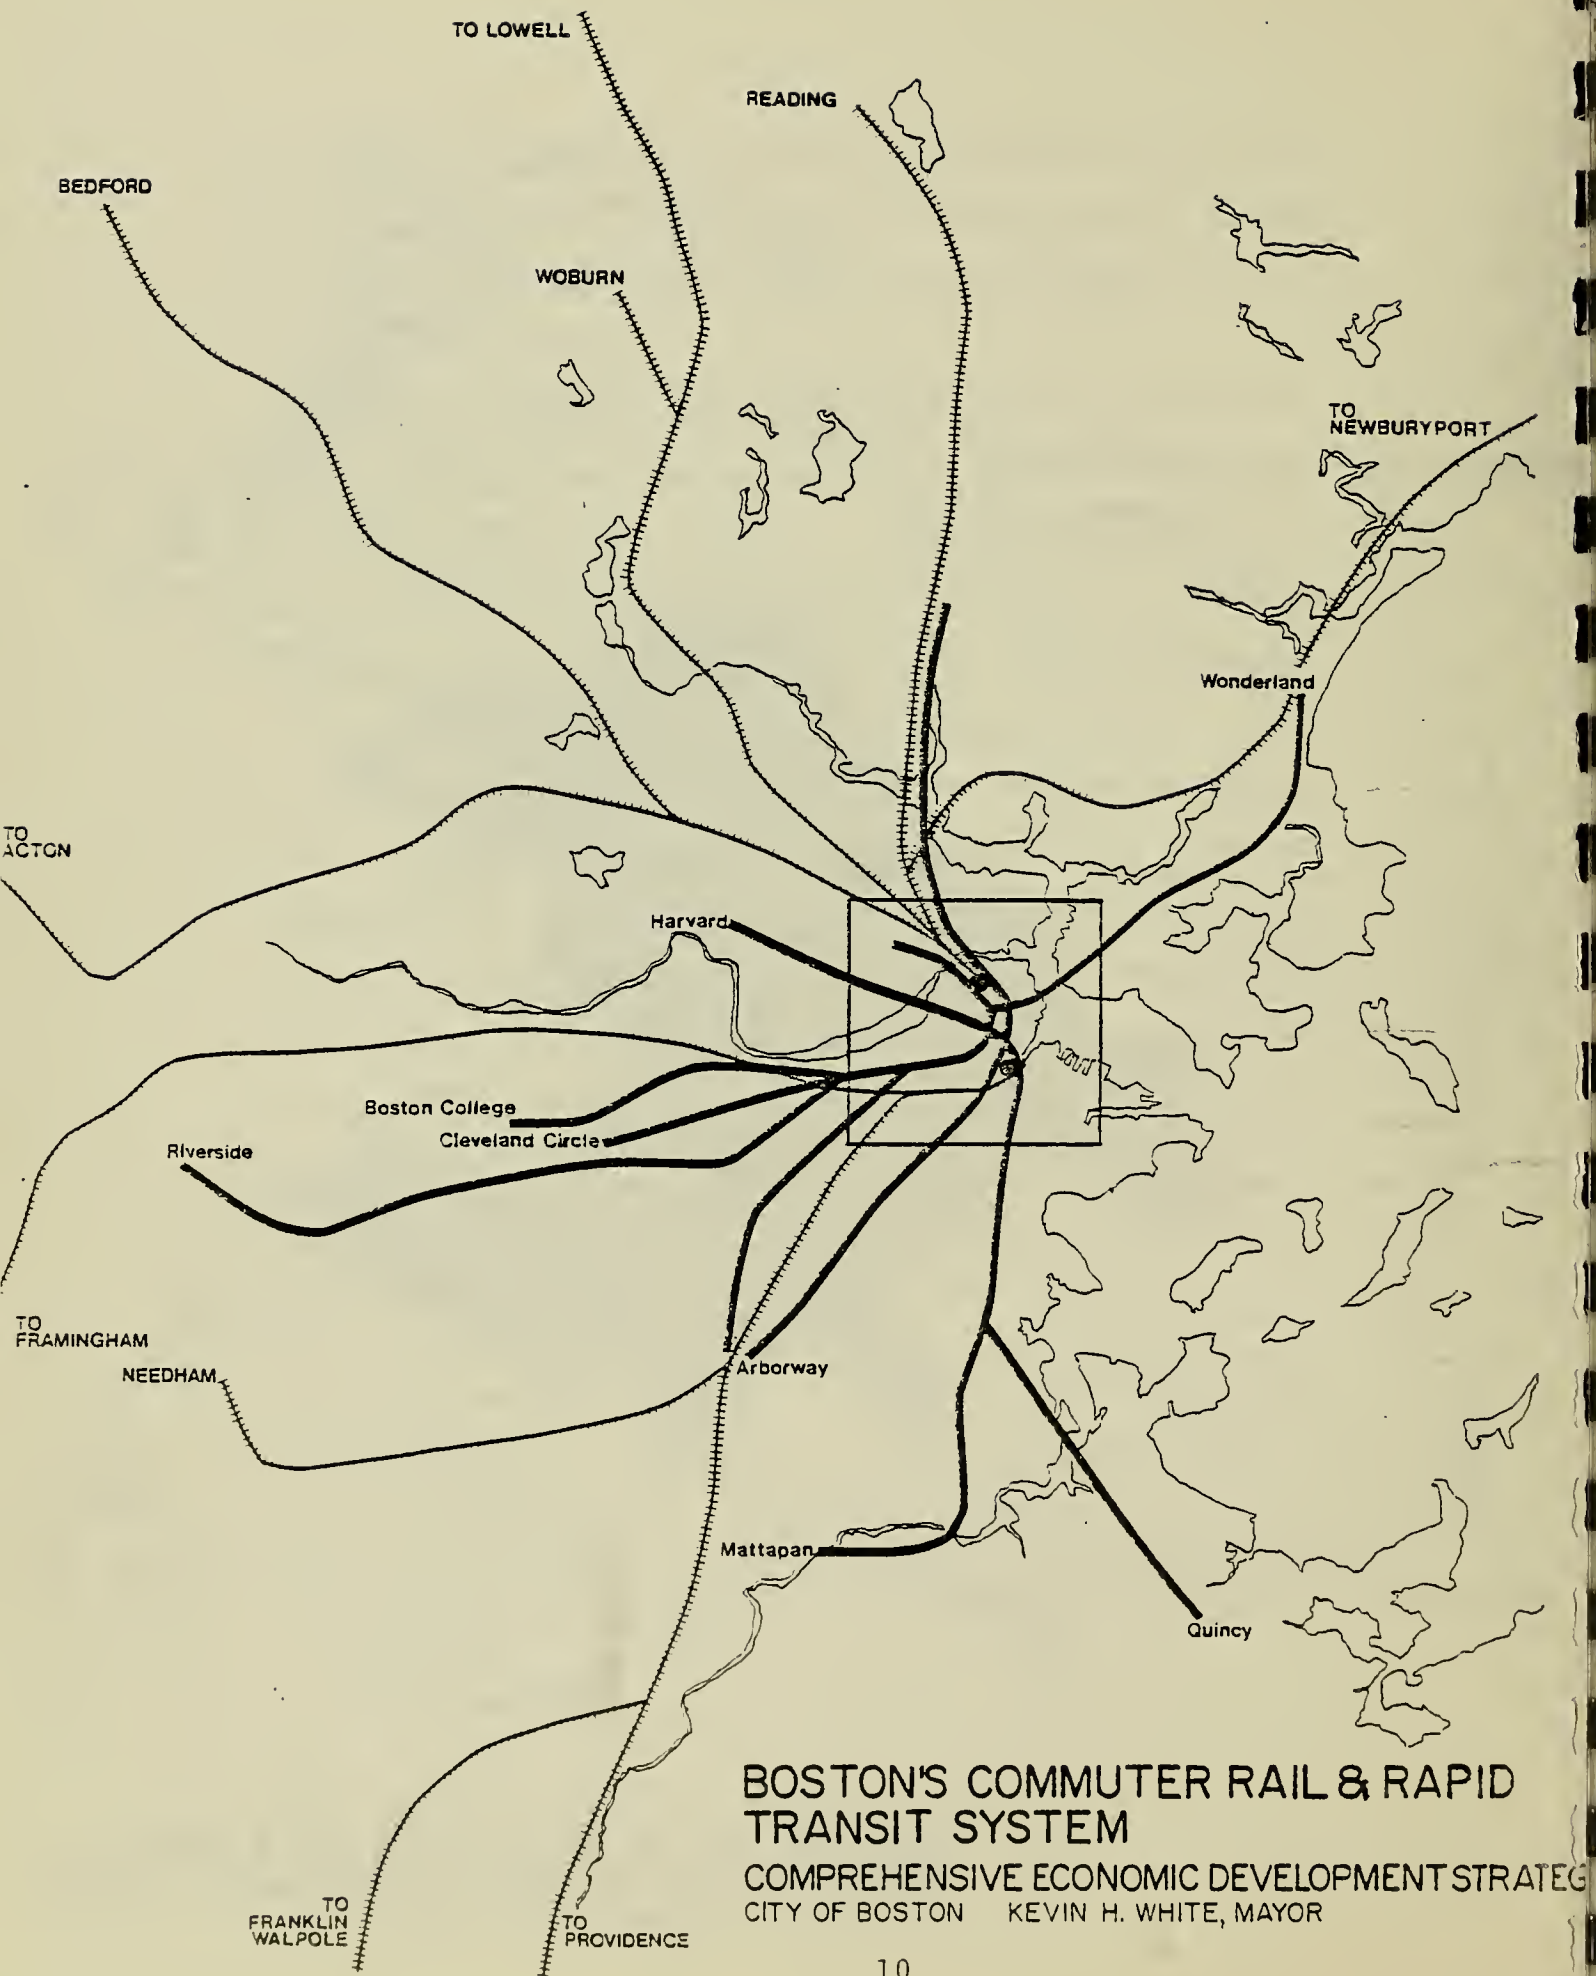 TO LOWELL
READING
BEDFORD
WOBURN
TO
NEWBURYPORT
Wonderland
TO
ACTON
Harvard
Boston College
Cleveland Circle
Riverside
TO
FRAMINGHAM
NEEDHAM
Arborway
Mattapan
Quincy
BOSTON'S COMMUTER RAIL & RAPID
TRANSIT SYSTEM
COMPREHENSIVE ECONOMIC DEVELOPMENT STRATEG
CITY OF BOSTON KEVIN H. WHITE, MAYOR
TO
FRANKLIN
WALPOLE
TO
PROVIDENCE
10